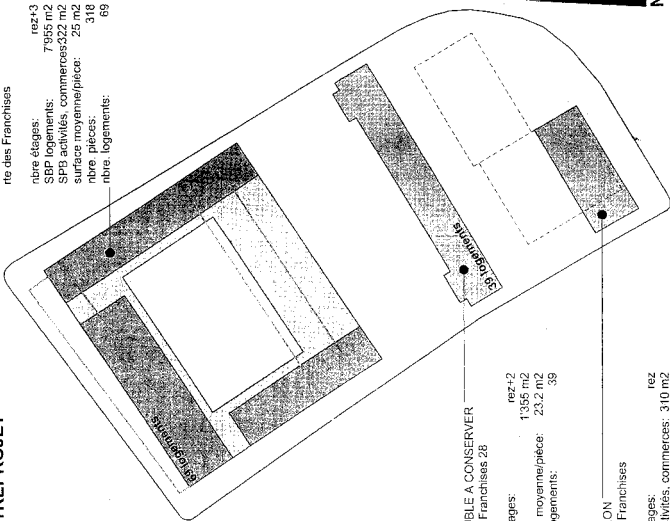 TREPROJET
rte des Franchises
nbre étages: rez+3
SBP logements: 7'955 m2
SPB activités, commerces:322 m2
surface moyenne/pièce: 25 m2
nbre. pièces: 318
nbre. logements: 69
69 logements
39 logements
BLE A CONSERVER
Franchises 28
ages: rez+2
1'355 m2
moyenne/pièce: 23.2 m2
gements: 39
ON
Franchises
ages: rez
tivités, commerces: 310 m2
N